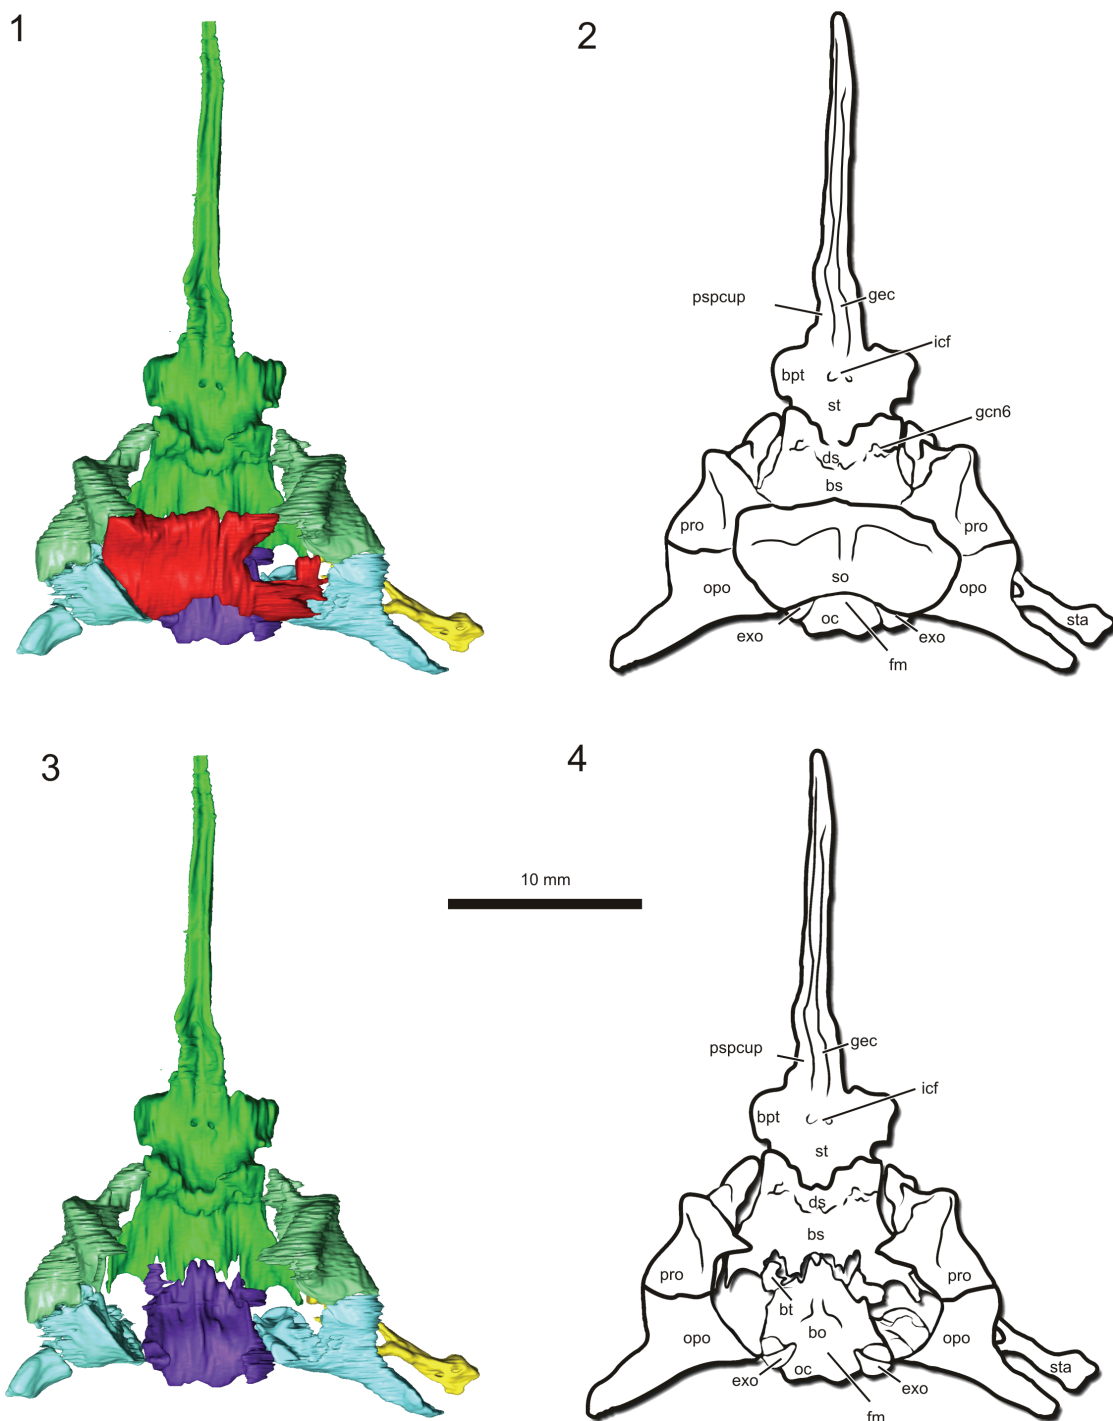 1
2
pspcup
gec
icf
bpt
st
gcn6
ds
bs
pro
pro
so
opo
opo
sta
exo
oc
exo
fm
3
4
10 mm
pspcup
gec
icf
bpt
st
ds
bs
pro
pro
bt
bo
opo
opo
sta
exo
oc
exo
fm